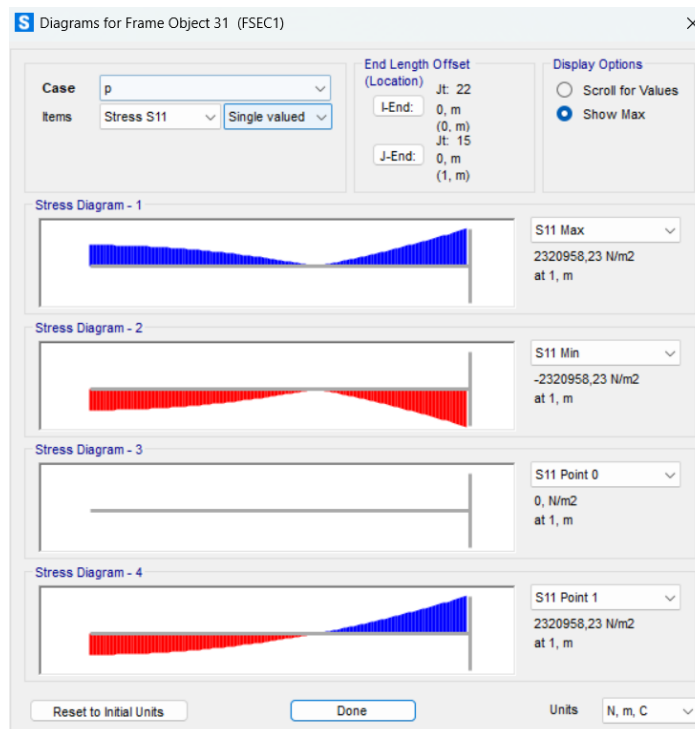 S Diagrams for Frame Object 31 (FSEC1)
Case p
Items Stress S11 Single valued
End Length Offset
(Location)
I-End: Jt: 22
0, m
(0, m)
J-End: Jt: 15
0, m
(1, m)
Display Options
Scroll for Values
Show Max
Stress Diagram - 1
S11 Max
2320958,23 N/m2
at 1, m
Stress Diagram - 2
S11 Min
-2320958,23 N/m2
at 1, m
Stress Diagram - 3
S11 Point 0
0, N/m2
at 1, m
Stress Diagram - 4
S11 Point 1
2320958,23 N/m2
at 1, m
Reset to Initial Units
Done
Units N, m, C